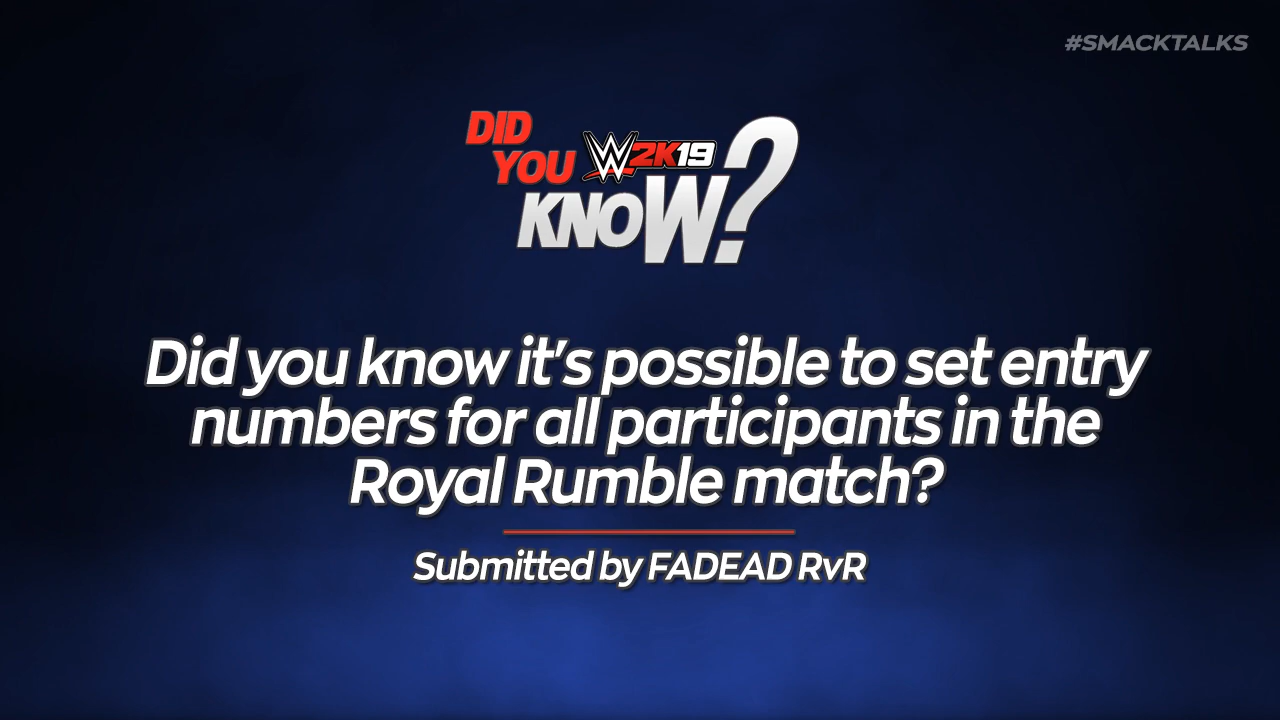 #SMACKTALKS
DID
YOU W2K19
KNOW?
Did you know it's possible to set entry
numbers for all participants in the
Royal Rumble match?
Submitted by FADEAD RvR